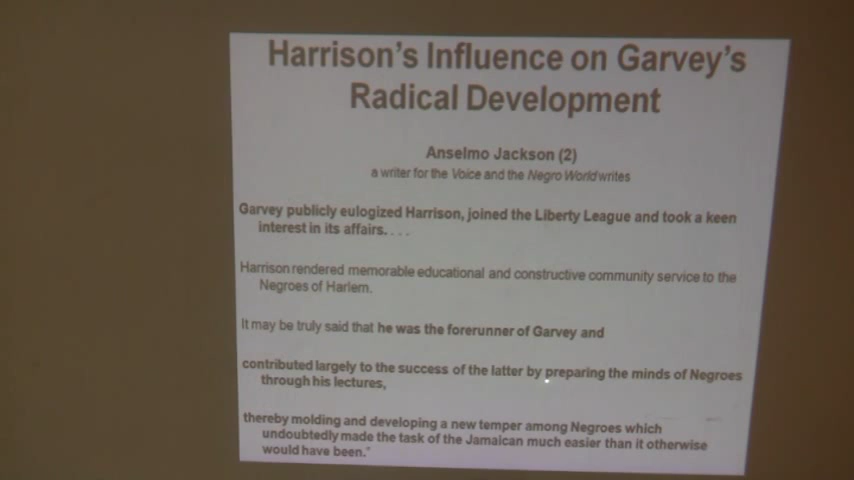 Harrison's Influence on Garvey's
Radical Development
Anselmo Jackson (2)
a writer for the Voice and the Negro World writes
Garvey publicly eulogized Harrison, joined the Liberty League and took a keen
interest in its affairs. . . .
Harrison rendered memorable educational and constructive community service to the
Negroes of Harlem.
It may be truly said that he was the forerunner of Garvey and
contributed largely to the success of the latter by preparing the minds of Negroes
through his lectures,
thereby molding and developing a new temper among Negroes which
undoubtedly made the task of the Jamaican much easier than it otherwise
would have been."